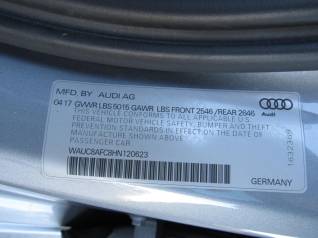 MFD. BY AUDI AG
04 17 GVWR LBS 5015 GAWR LBS FRONT 2546 /REAR 2646
THIS VEHICLE CONFORMS TO ALL APPLICABLE U.S.
FEDERAL MOTOR VEHICLE SAFETY, BUMPER AND THEFT
PREVENTION STANDARDS IN EFFECT ON THE DATE OF
MANUFACTURE SHOWN ABOVE
PASSENGER CAR
WAUC8AFC8HN120623
GERMANY
Audi
1632309